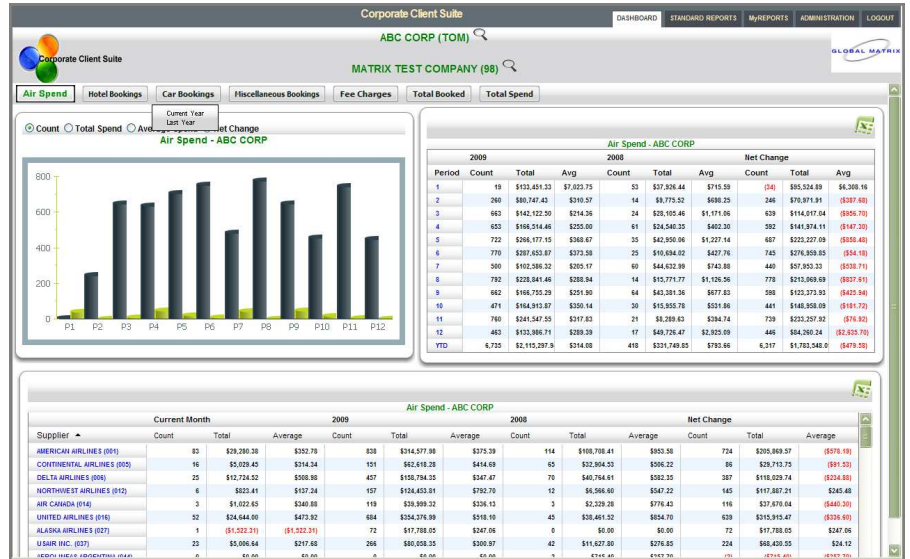 Corporate Client Suite
DASHBOARD STANDARD REPORTS MyREPORTS ADMINISTRATION LOGOUT
ABC CORP (TOM)
Corporate Client Suite
GLOBAL MATRIX
MATRIX TEST COMPANY (98)
Air Spend Hotel Bookings Car Bookings Miscellaneous Bookings Fee Charges Total Booked Total Spend
Current Year
Last Year
Count Total Spend Net Change
Air Spend - ABC CORP
800
600
400
200
0
P1 P2 P3 P4 P5 P6 P7 P8 P9 P10 P11 P12
Air Spend - ABC CORP
2009 2008 Net Change
Period Count Total Avg Count Total Avg Count Total Avg
1 19 $133,451.33 $7,023.75 53 $37,926.44 $715.59 (34) $95,524.89 $6,308.16
2 260 $80,747.43 $310.57 14 $9,775.52 $698.25 246 $70,971.91 ($387.68)
3 663 $142,122.50 $214.36 24 $28,105.46 $1,171.06 639 $114,017.04 ($956.70)
4 653 $166,514.46 $255.00 61 $24,540.35 $402.30 592 $141,974.11 ($147.30)
5 722 $266,177.15 $368.67 35 $42,950.06 $1,227.14 687 $223,227.09 ($858.48)
6 770 $287,653.87 $373.58 25 $10,694.02 $427.76 745 $276,959.85 ($54.18)
7 500 $102,586.32 $205.17 60 $44,632.99 $743.88 440 $57,953.33 ($538.71)
8 792 $228,841.46 $288.94 14 $15,771.77 $1,126.56 778 $213,069.69 ($837.61)
9 662 $166,755.29 $251.90 64 $43,381.36 $677.83 598 $123,373.93 ($425.94)
10 471 $164,913.87 $350.14 30 $15,955.78 $531.86 441 $148,958.09 ($181.72)
11 760 $241,547.55 $317.83 21 $8,289.63 $394.74 739 $233,257.92 ($76.92)
12 463 $133,986.71 $289.39 17 $49,726.47 $2,925.09 446 $84,260.24 ($2,635.70)
YTD 6,735 $2,115,297.9 $314.08 418 $331,749.85 $793.66 6,317 $1,783,548.0 ($479.58)
Air Spend - ABC CORP
Current Month 2009 2008 Net Change
Supplier Count Total Average Count Total Average Count Total Average Count Total Average
AMERICAN AIRLINES (001) 83 $29,280.38 $352.78 838 $314,577.98 $375.39 114 $108,708.41 $953.58 724 $205,869.57 ($578.19)
CONTINENTAL AIRLINES (005) 16 $5,029.45 $314.34 151 $62,618.28 $414.69 65 $32,904.53 $506.22 86 $29,713.75 ($91.53)
DELTA AIRLINES (006) 25 $12,724.52 $508.98 457 $158,794.35 $347.47 70 $40,764.61 $582.35 387 $118,029.74 ($234.88)
NORTHWEST AIRLINES (012) 6 $823.41 $137.24 157 $124,453.81 $792.70 12 $6,566.60 $547.22 145 $117,887.21 $245.48
AIR CANADA (014) 3 $1,022.65 $340.88 119 $39,999.32 $336.13 3 $2,329.28 $776.43 116 $37,670.04 ($440.30)
UNITED AIRLINES (016) 52 $24,644.00 $473.92 684 $354,376.99 $518.10 45 $38,461.52 $854.70 639 $315,915.47 ($336.60)
ALASKA AIRLINES (027) 1 ($1,522.31) ($1,522.31) 72 $17,788.05 $247.06 0 $0.00 $0.00 72 $17,788.05 $247.06
USAIR INC. (037) 23 $5,006.64 $217.68 266 $80,058.35 $300.97 42 $11,627.80 $276.85 224 $68,430.55 $24.12